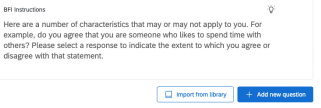 BFI Instructions
Here are a number of characteristics that may or may not apply to you. For
example, do you agree that you are someone who likes to spend time with
others? Please select a response to indicate the extent to which you agree or
disagree with that statement.
Import from library
Add new question